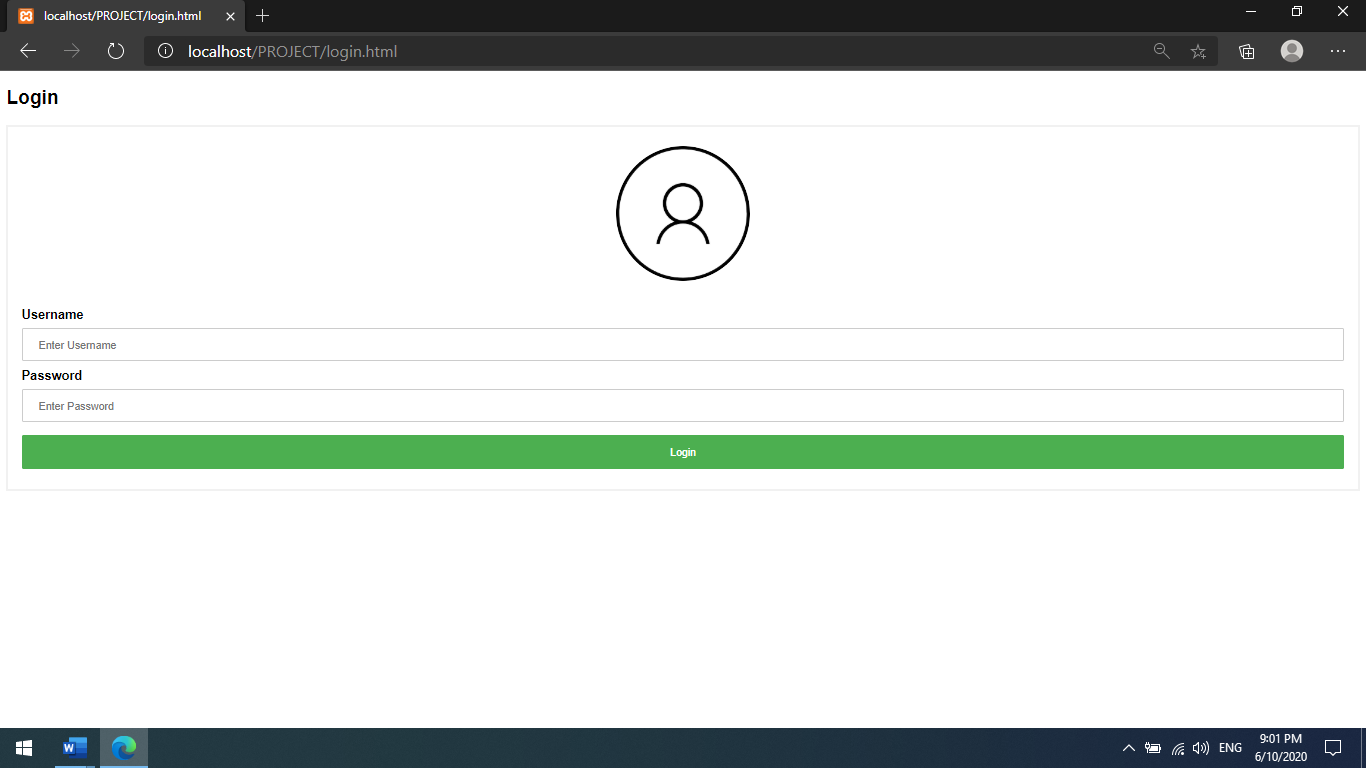 localhost/PROJECT/login.html
localhost/PROJECT/login.html
Login
Username
Enter Username
Password
Enter Password
Login
W
ENG
9:01 PM
6/10/2020